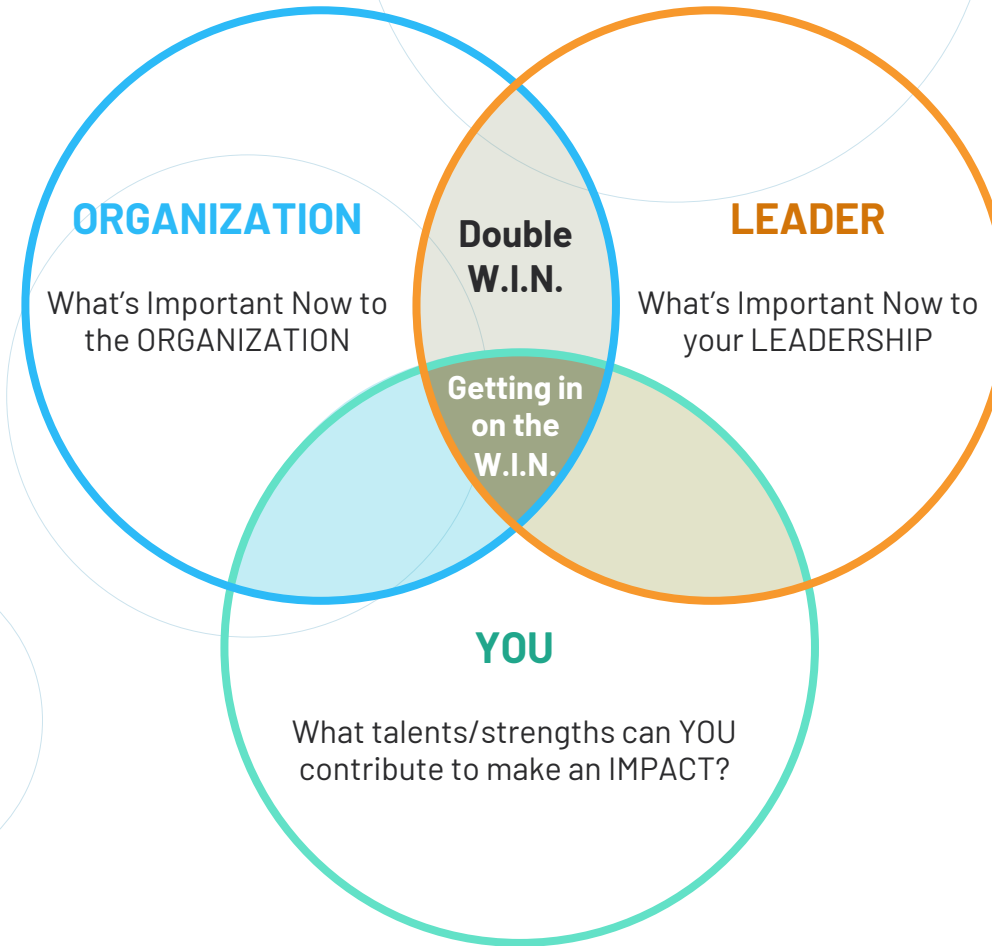 ORGANIZATION
What's Important Now to
the ORGANIZATION
Double
W.I.N.
LEADER
What's Important Now to
your LEADERSHIP
Getting in
on the
W.I.N.
YOU
What talents/strengths can YOU
contribute to make an IMPACT?